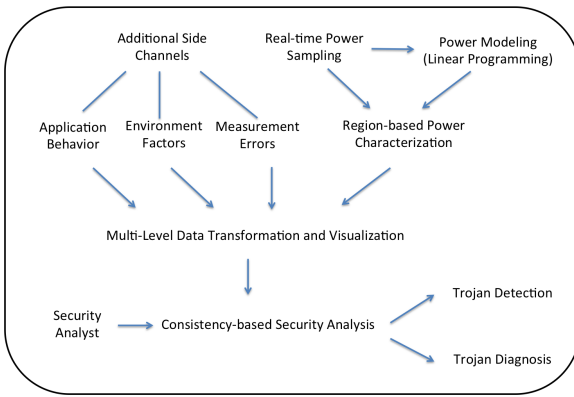 Additional Side
Channels
Real-time Power
Sampling
Power Modeling
(Linear Programming)
Application
Behavior
Environment
Factors
Measurement
Errors
Region-based Power
Characterization
Multi-Level Data Transformation and Visualization
Security
Analyst
Consistency-based Security Analysis
Trojan Detection
Trojan Diagnosis